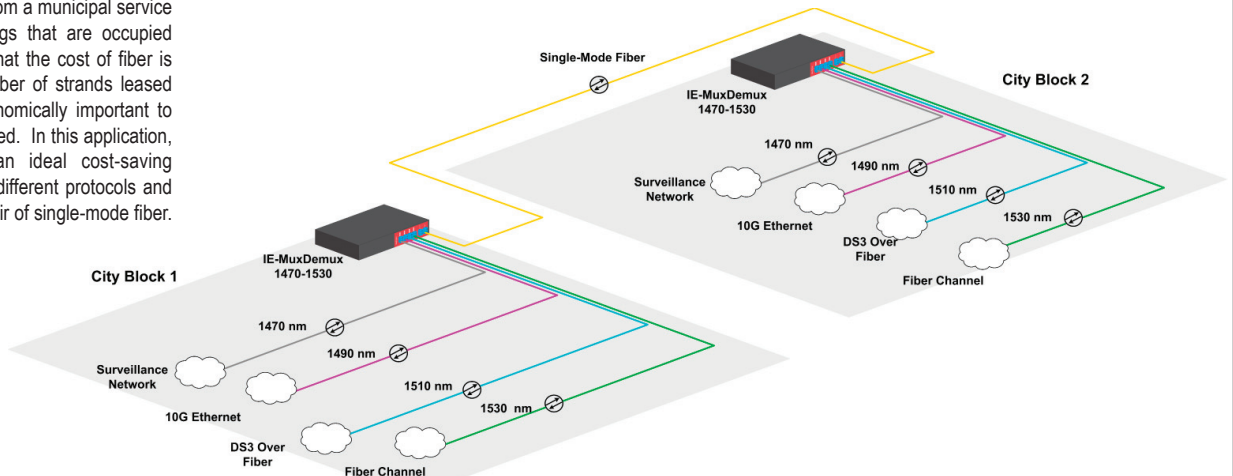 om a municipal service
gs that are occupied
hat the cost of fiber is
ber of strands leased
nomically important to
ed. In this application,
an ideal cost-saving
different protocols and
ir of single-mode fiber.
Single-Mode Fiber
IE-MuxDemux
1470-1530
City Block 2
1470 nm
1490 nm
1510 nm
1530 nm
Surveillance
Network
10G Ethernet
DS3 Over
Fiber
Fiber Channel
IE-MuxDemux
1470-1530
City Block 1
1470 nm
1490 nm
1510 nm
1530 nm
Surveillance
Network
10G Ethernet
DS3 Over
Fiber
Fiber Channel